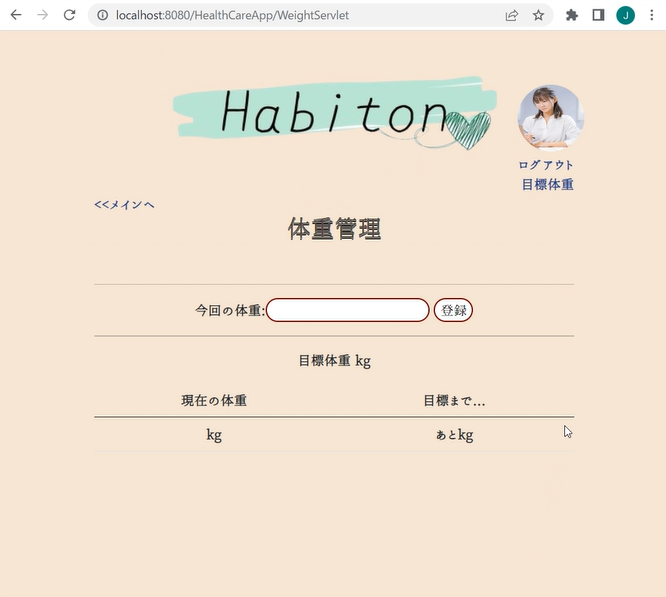 localhost:8080/HealthCareApp/WeightServlet
J
Habiton
ログアウト
目標体重
<<メインへ
体重管理
今回の体重: 登録
目標体重 kg
現在の体重 目標まで…
kg あとkg